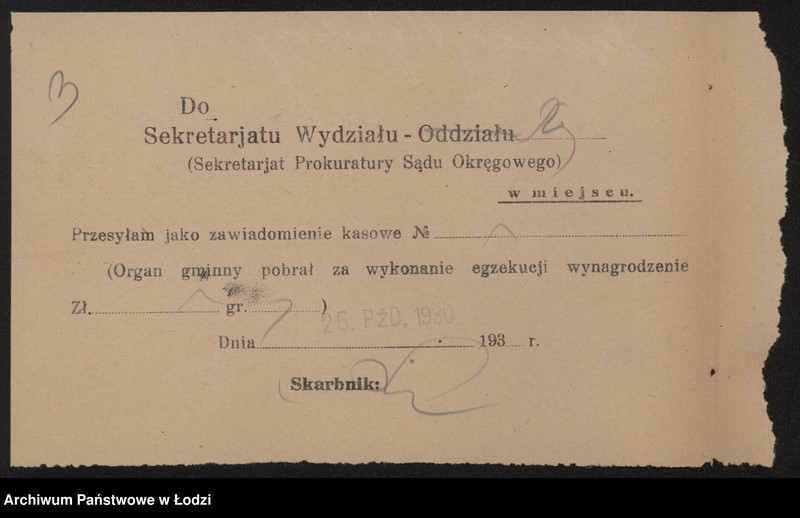 3
Do
Sekretarjatu Wydziału - Oddziału
(Sekretarjat Prokuratury Sądu Okręgowego)
w miejscu.
Przesyłam jako zawiadomienie kasowe №
(Organ gminny pobrał za wykonanie egzekucji wynagrodzenie
Zł. gr. )
25. PŹD. 1930
Dnia 193 r.
Skarbnik:
Archiwum Państwowe w Łodzi